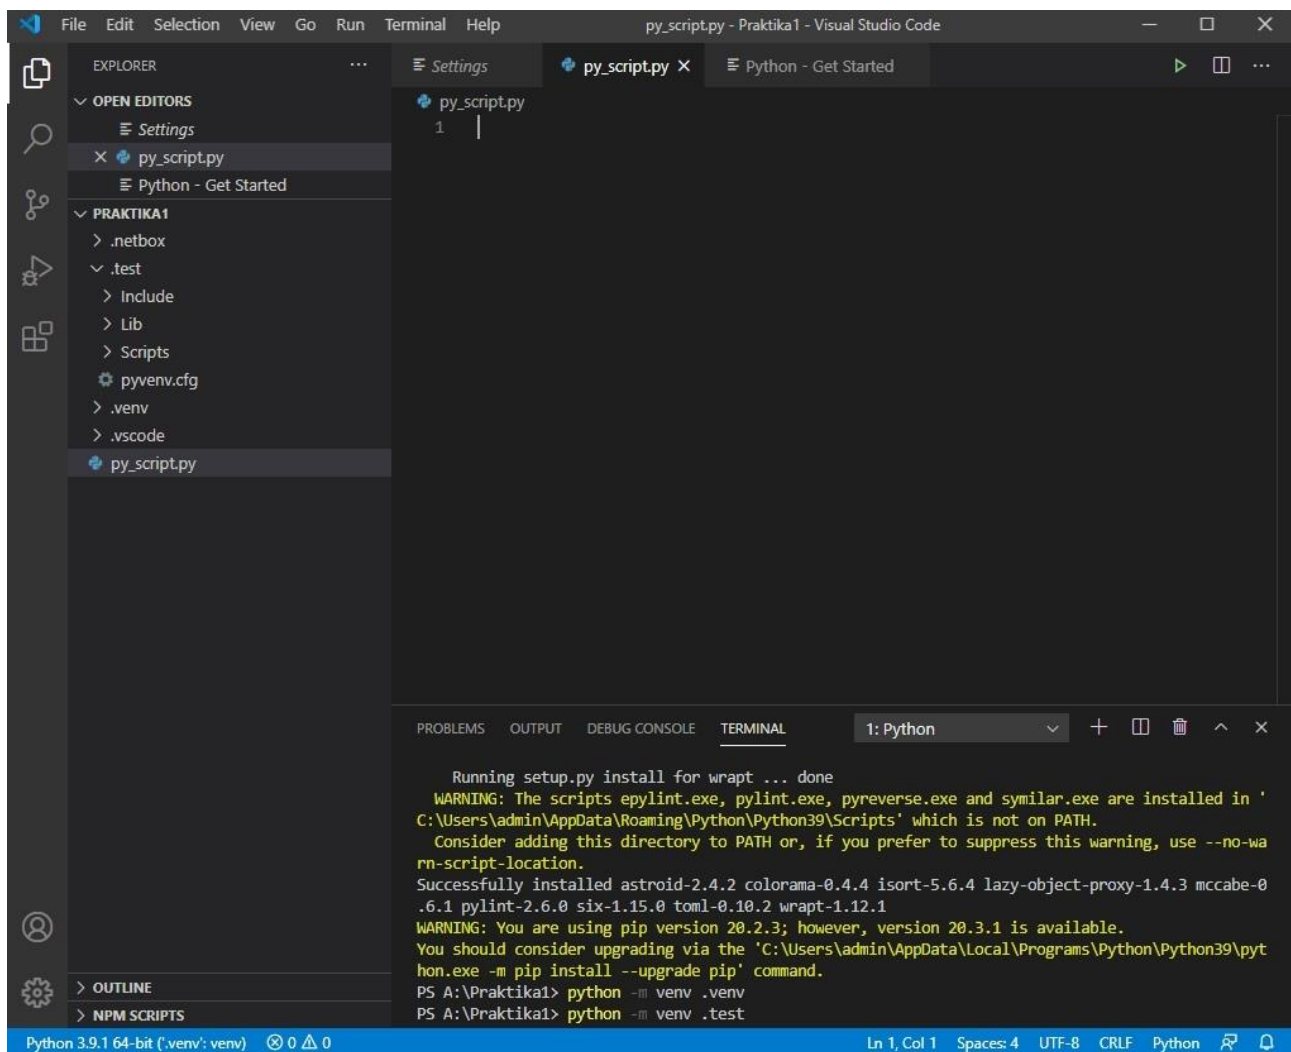 File Edit Selection View Go Run Terminal Help py_script.py - Praktika1 - Visual Studio Code
EXPLORER
OPEN EDITORS
Settings
py_script.py
Python - Get Started
PRAKTIKA1
.netbox
.test
Include
Lib
Scripts
pyvenv.cfg
.venv
.vscode
py_script.py
OUTLINE
NPM SCRIPTS
Settings py_script.py Python - Get Started
py_script.py
1
PROBLEMS OUTPUT DEBUG CONSOLE TERMINAL 1: Python
Running setup.py install for wrapt ... done
WARNING: The scripts epylint.exe, pylint.exe, pyreverse.exe and symilar.exe are installed in '
C:\Users\admin\AppData\Roaming\Python\Python39\Scripts' which is not on PATH.
Consider adding this directory to PATH or, if you prefer to suppress this warning, use --no-wa
rn-script-location.
Successfully installed astroid-2.4.2 colorama-0.4.4 isort-5.6.4 lazy-object-proxy-1.4.3 mccabe-0
.6.1 pylint-2.6.0 six-1.15.0 toml-0.10.2 wrapt-1.12.1
WARNING: You are using pip version 20.2.3; however, version 20.3.1 is available.
You should consider upgrading via the 'C:\Users\admin\AppData\Local\Programs\Python\Python39\pyt
hon.exe -m pip install --upgrade pip' command.
PS A:\Praktika1> python -m venv .venv
PS A:\Praktika1> python -m venv .test
Python 3.9.1 64-bit ('.venv': venv) 0 0 Ln 1, Col 1 Spaces: 4 UTF-8 CRLF Python